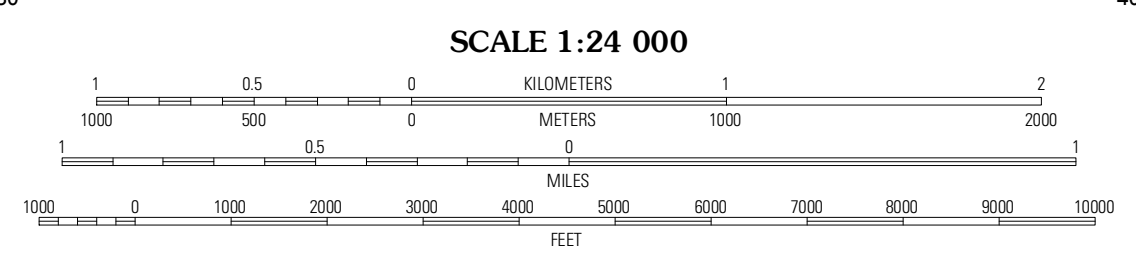 SCALE 1:24 000
1 0.5 0 KILOMETERS 1 2
1000 500 0 METERS 1000 2000
1 0.5 0 1
MILES
1000 0 1000 2000 3000 4000 5000 6000 7000 8000 9000 10000
FEET